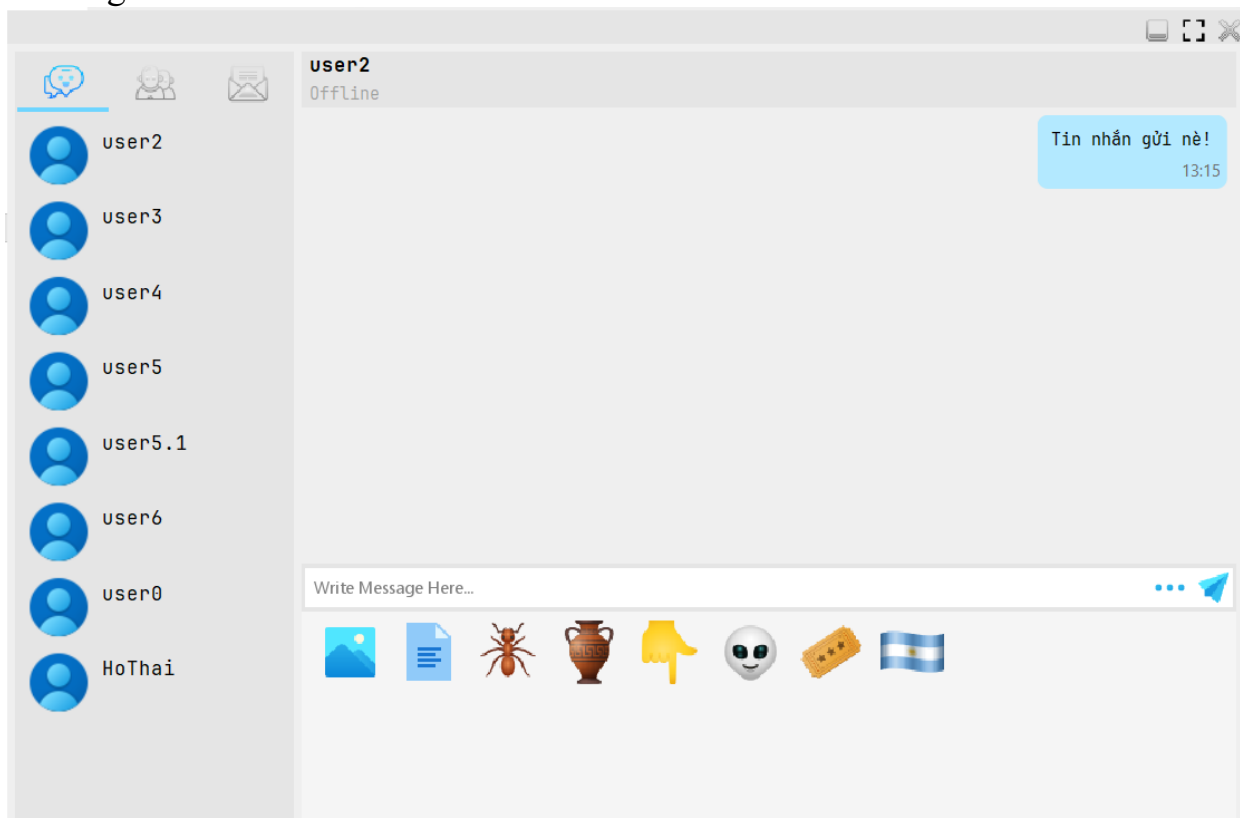 g
user2
Offline
Tin nhắn gửi nè!
13:15
user2
user3
user4
user5
user5.1
user6
user0
HoThai
Write Message Here...